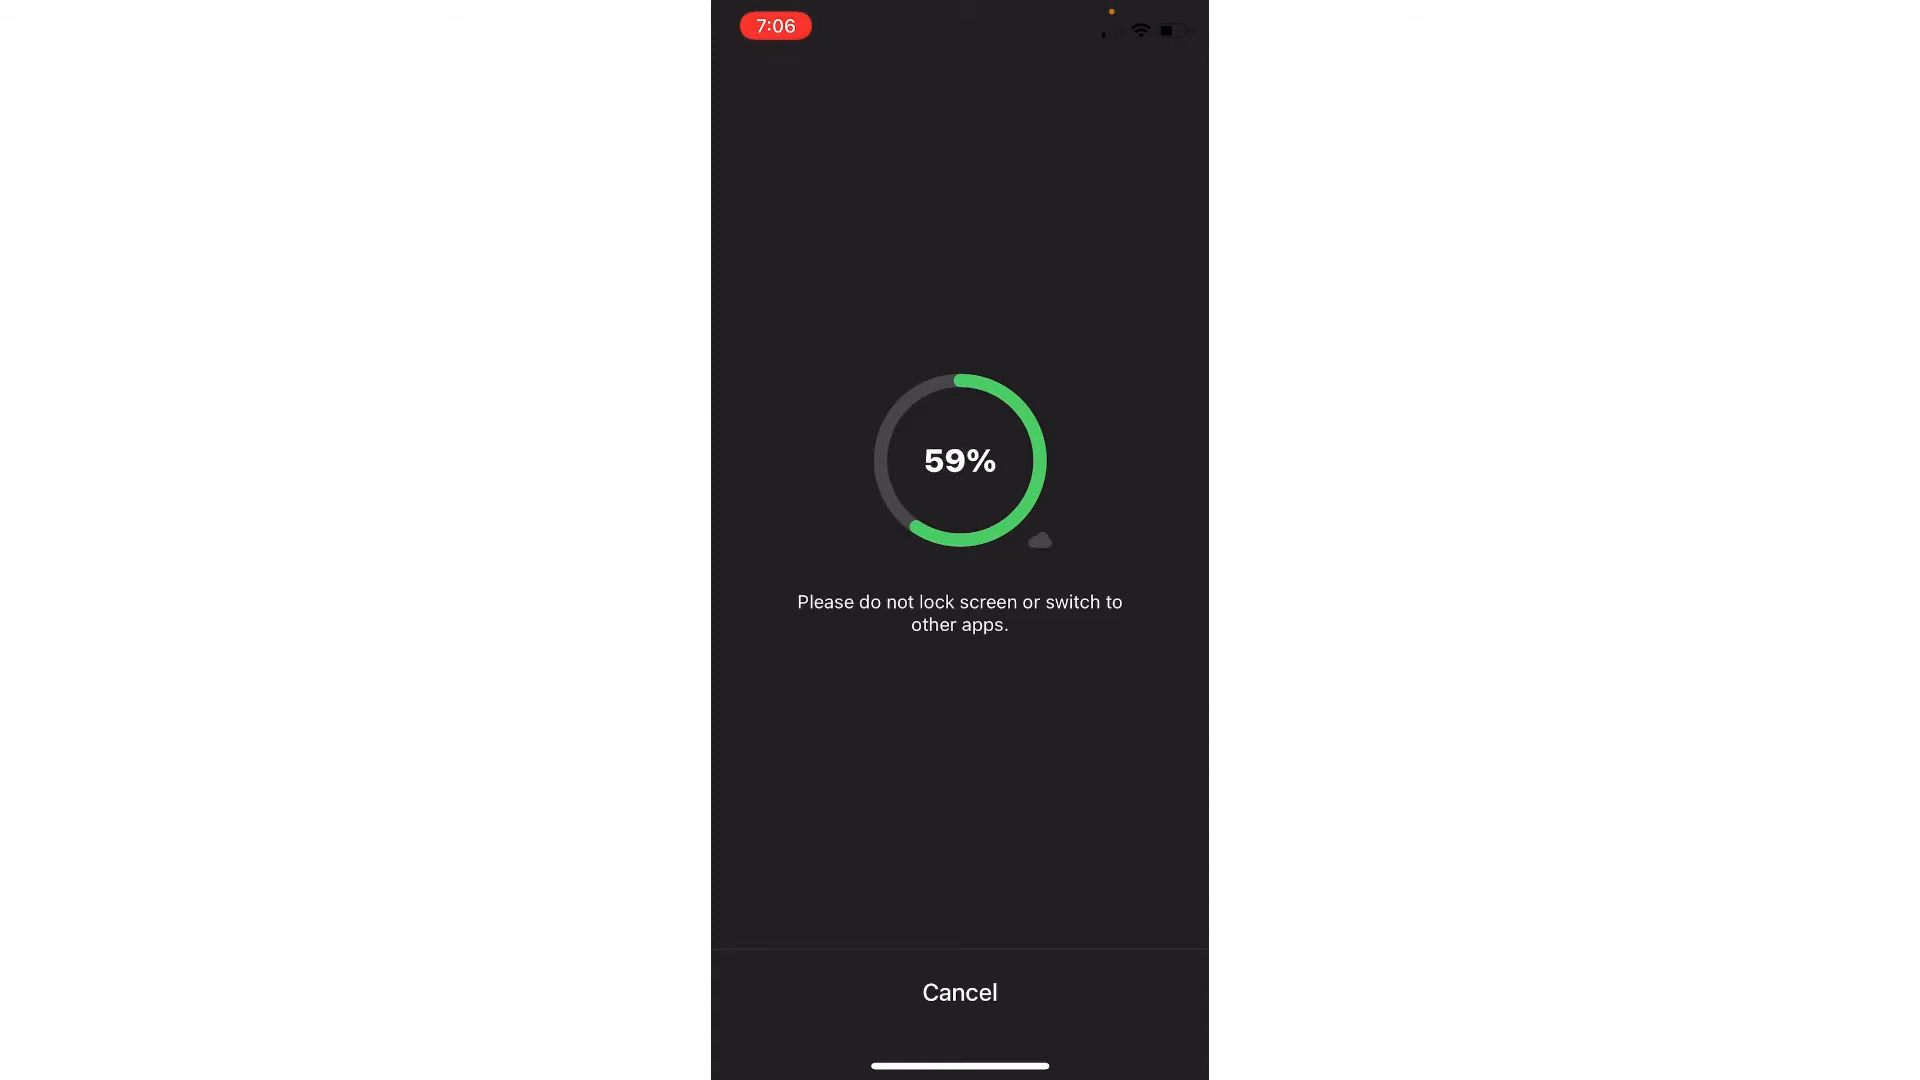 7:06
59%
Please do not lock screen or switch to
other apps.
Cancel